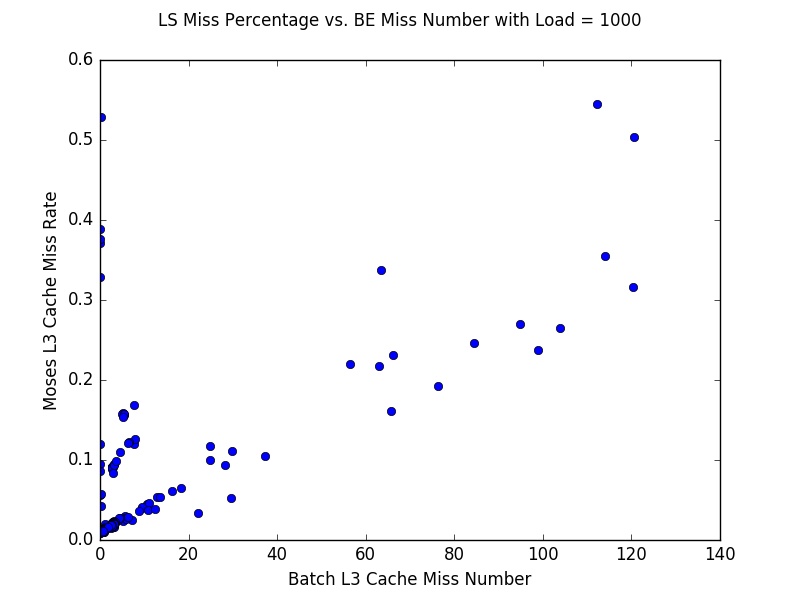 LS Miss Percentage vs. BE Miss Number with Load = 1000
0.6
0.5
0.4
0.3
0.2
0.1
0.0
Moses L3 Cache Miss Rate
0 20 40 60 80 100 120 140
Batch L3 Cache Miss Number